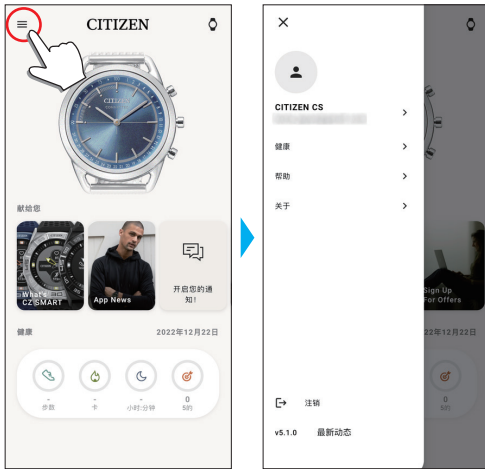 CITIZEN
CITIZEN
献给您
What's
CZ SMART
App News
开启您的通
知!
健康
2022年12月22日
-
步数
-
卡
-
小时:分钟
0
5的
CITIZEN CS
健康
帮助
关于
注销
v5.1.0 最新动态
Sign Up
For Offers
22年12月22日
0
5的